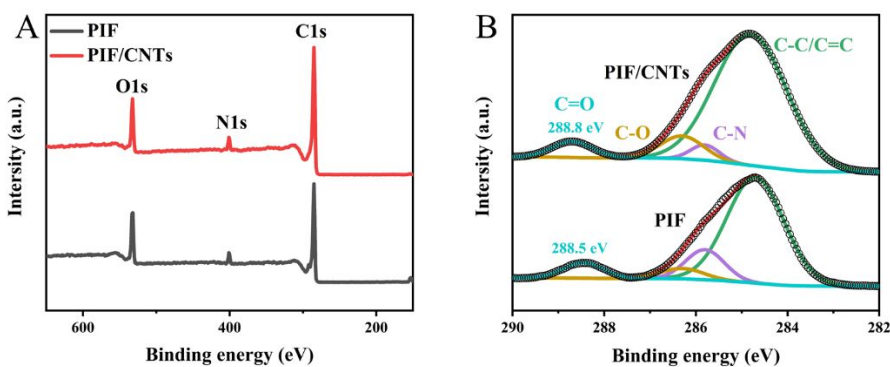 A
PIF
PIF/CNTs
C1s
O1s
N1s
Intersity (a.u.)
600
400
200
Binding energy (eV)
B
C-C/C=C
PIF/CNTs
C=O
288.8 eV
C-O
C-N
PIF
288.5 eV
Intersity (a.u.)
290
288
286
284
282
Binding energy (eV)